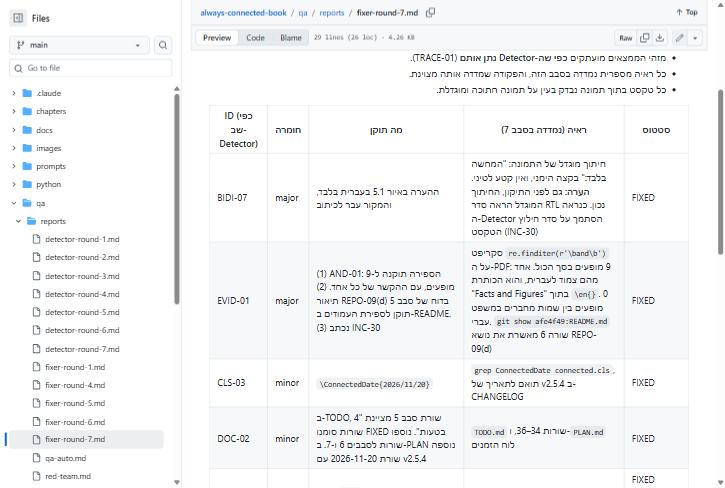 Files
main
Go to file
.claude
chapters
docs
images
prompts
python
qa
reports
detector-round-1.md
detector-round-2.md
detector-round-3.md
detector-round-4.md
detector-round-5.md
detector-round-6.md
detector-round-7.md
fixer-round-1.md
fixer-round-4.md
fixer-round-5.md
fixer-round-6.md
fixer-round-7.md
qa-auto.md
red-team.md
always-connected-book / qa / reports / fixer-round-7.md
Top
Preview Code Blame 29 lines (26 loc) · 4.26 KB
Raw
מזהי הממצאים מועתקים כפי שה-Detector נתן אותם (TRACE-01).
כל ראיה מספרית נמדדה בסבב הזה, והפקודה שמדדה אותה מצוינת.
כל טקסט בתוך תמונה נבדק בעין על תמונה חתוכה ומוגדלת.
ID (כפי
שב-
Detector)
חומרה
מה תוקן
ראיה (נמדדה בסבב 7)
סטטוס
BIDI-07
major
ההערה באיור 5.1 בעברית בלבד,
והמקור עבר לכיתוב
חיתוך מוגדל של התמונה: "המחשה
בלבד" בקצה הימני, ואין קטע לטיני.
הערה: גם לפני התיקון, החיתוך
המוגדל הראה סדר RTL נכון. כנראה
ה-Detector הסתמך על סדר חילוץ
הטקסט (INC-30)
FIXED
EVID-01
major
(1) AND-01: הספירה תוקנה ל-9
מופעים, עם ההקשר של כל אחד. (2)
תיאור REPO-09(d) בדוח של סבב 5
תוקן לספירת העמודים ב-README.
(3) נכתב INC-30
סקריפט re.finditer(r'\band\b')
על ה-PDF: 9 מופעים בסך הכול. אחד
מהם צמוד לעברית, והוא הכותרת
"Facts and Figures" בתוך \en{}. 0
מופעים בין שמות מחברים במשפט
עברי. git show afe4f49:README.md
שורה 6 מאשרת את נושא REPO-
09(d)
FIXED
CLS-03
minor
\ConnectedDate{2026/11/20}
grep ConnectedDate connected.cls,
תואם לתאריך של v2.5.4 ב-
CHANGELOG
FIXED
DOC-02
minor
שורת סבב 5 מציינת "4 TODO, ב
בטעות". נוספו FIXED שורות סומנו
נוספה PLAN-שורות לסבבים 6 ו-7. ב
שורת 2026-11-20 עם v2.5.4
TODO.md שורות 34–36, ו-PLAN.md
לוח הזמנים
FIXED
FIXED